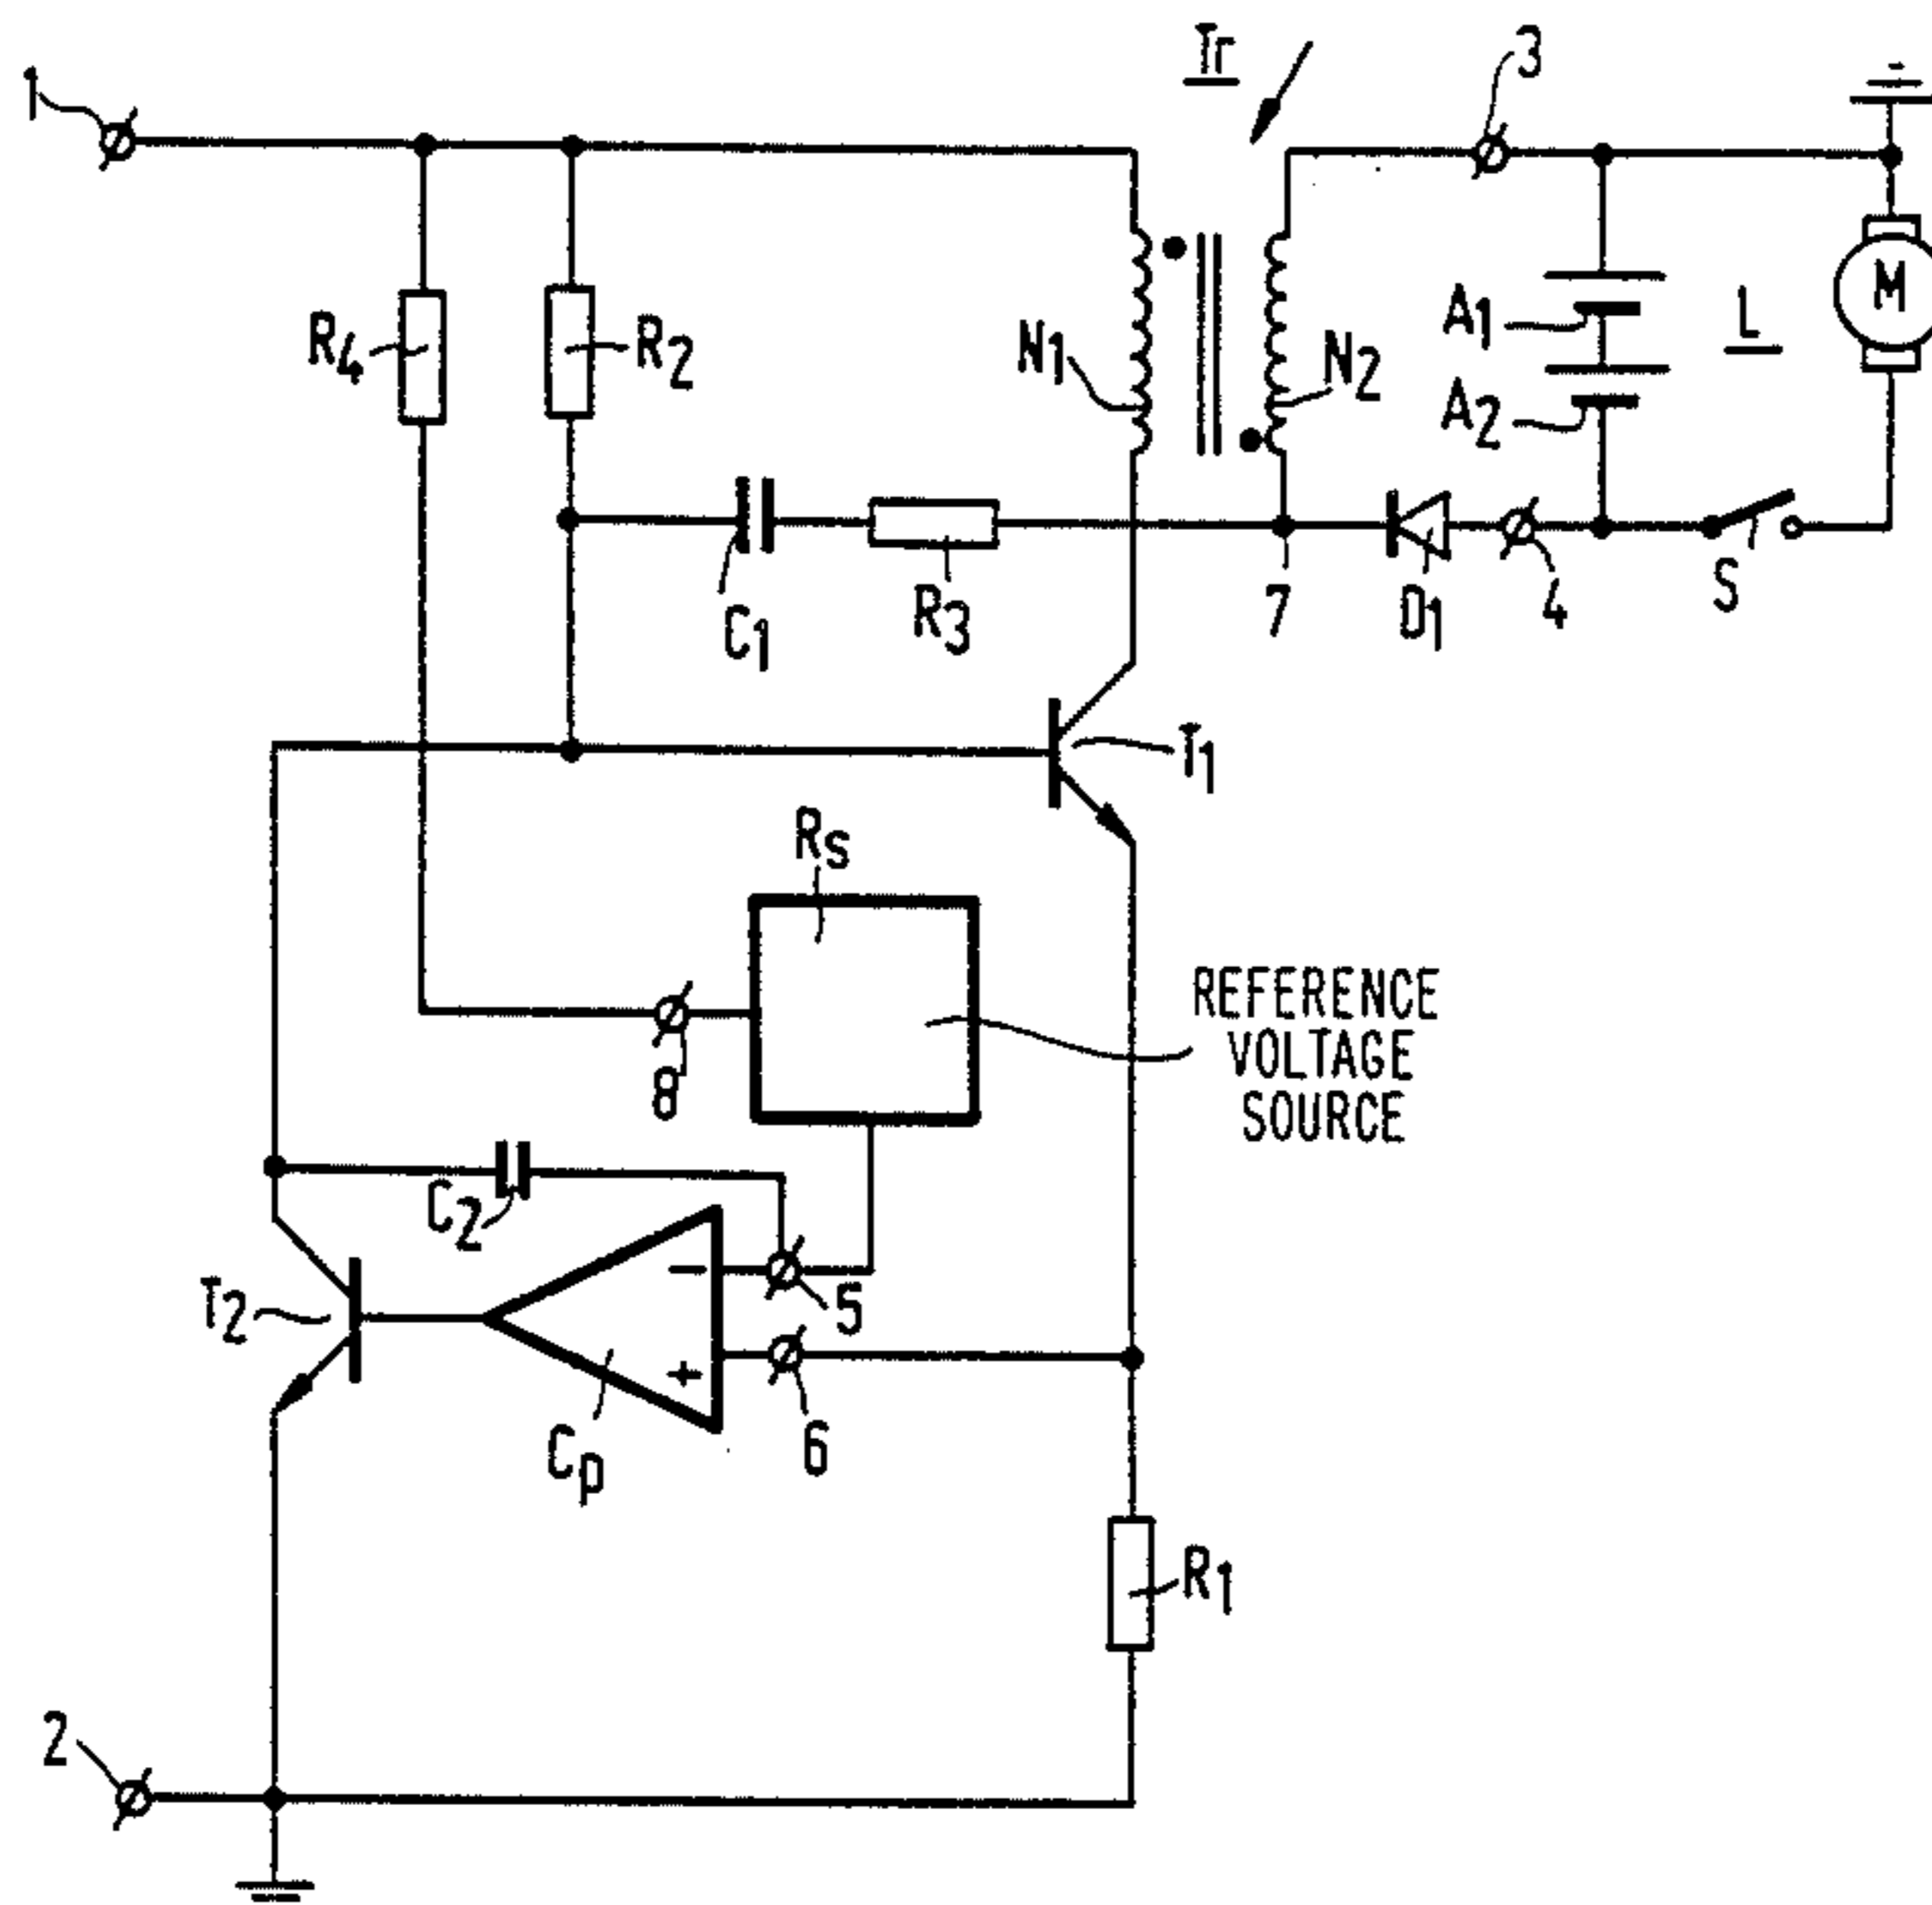 Tr
3
1
R4
R2
N1
N2
A1
A2
L
M
C1
R3
7
D1
4
S
T1
Rs
REFERENCE
VOLTAGE
SOURCE
8
C2
−
5
T2
+
6
Cp
R1
2